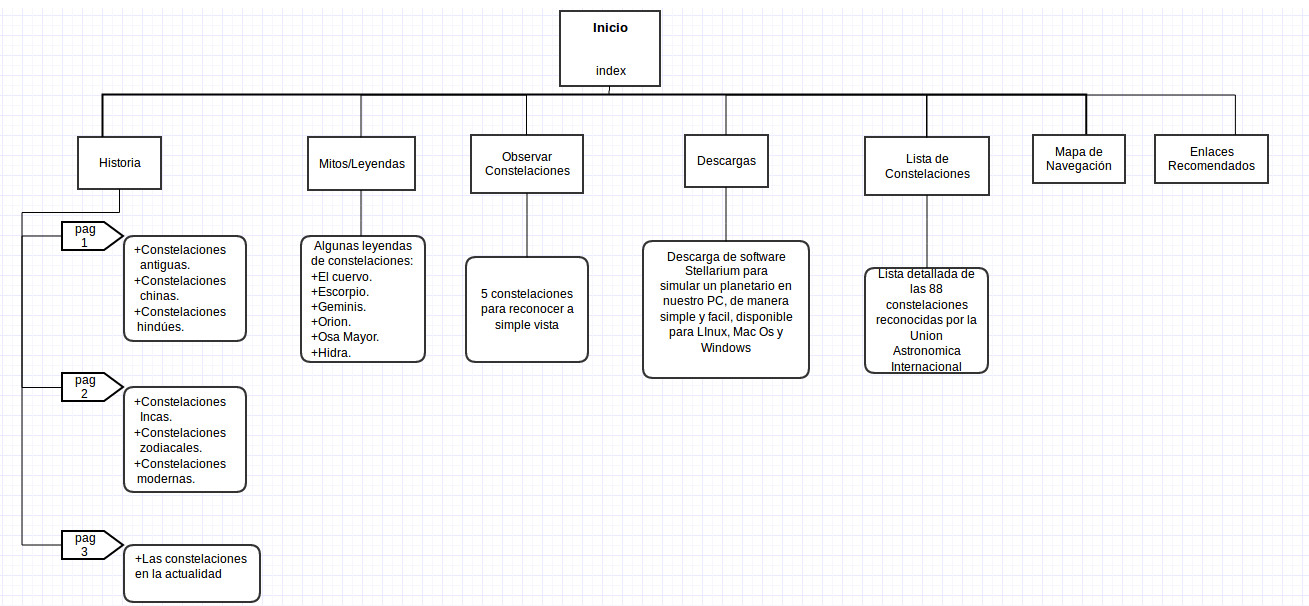 Inicio
index
Historia
Mitos/Leyendas
Observar
Constelaciones
Descargas
Lista de
Constelaciones
Mapa de
Navegación
Enlaces
Recomendados
pag
1
+Constelaciones
antiguas.
+Constelaciones
chinas.
+Constelaciones
hindúes.
pag
2
+Constelaciones
Incas.
+Constelaciones
zodiacales.
+Constelaciones
modernas.
pag
3
+Las constelaciones
en la actualidad
Algunas leyendas
de constelaciones:
+El cuervo.
+Escorpio.
+Geminis.
+Orion.
+Osa Mayor.
+Hidra.
5 constelaciones
para reconocer a
simple vista
Descarga de software
Stellarium para
simular un planetario en
nuestro PC, de manera
simple y facil, disponible
para LInux, Mac Os y
Windows
Lista detallada de
las 88
constelaciones
reconocidas por la
Union
Astronomica
Internacional